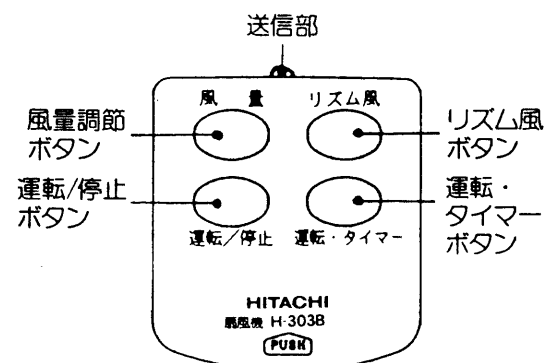 送信部
風量
リズム風
風量調節
ボタン
リズム風
ボタン
運転/停止
ボタン
運転・
タイマー
ボタン
運転/停止
運転・タイマー
HITACHI
扇風機 H-303B
PUSH